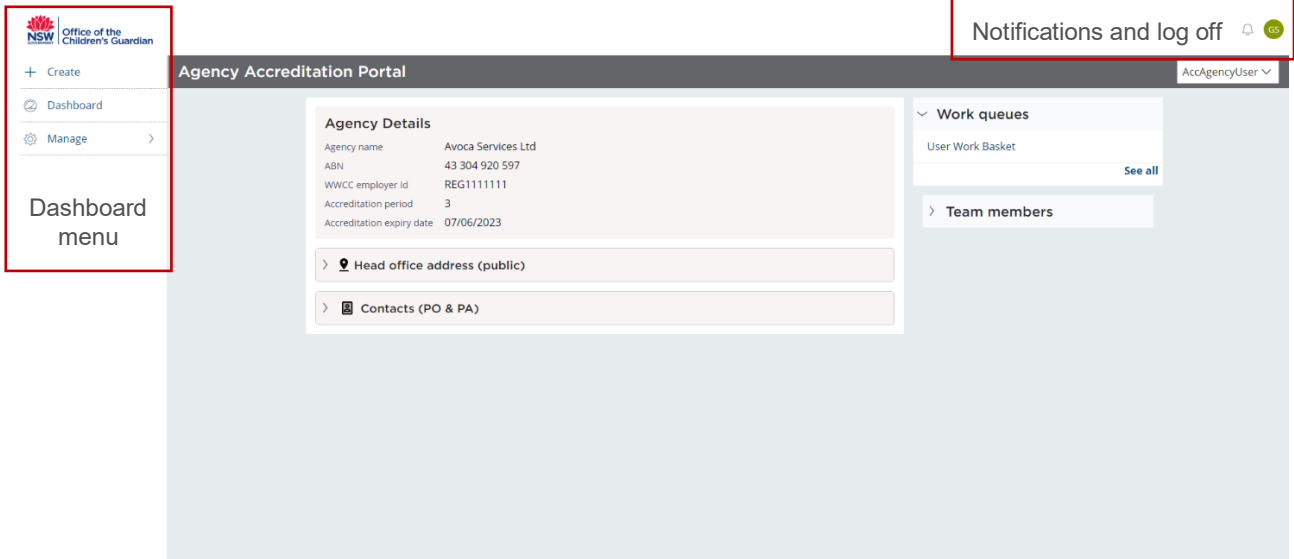 NSW
GOVERNMENT
Office of the
Children's Guardian
Notifications and log off
GS
Create
Agency Accreditation Portal
AccAgencyUser
Dashboard
Manage
Dashboard
menu
Agency Details
Agency name Avoca Services Ltd
ABN 43 304 920 597
WWCC employer id REG1111111
Accreditation period 3
Accreditation expiry date 07/06/2023
Head office address (public)
Contacts (PO & PA)
Work queues
User Work Basket
See all
Team members